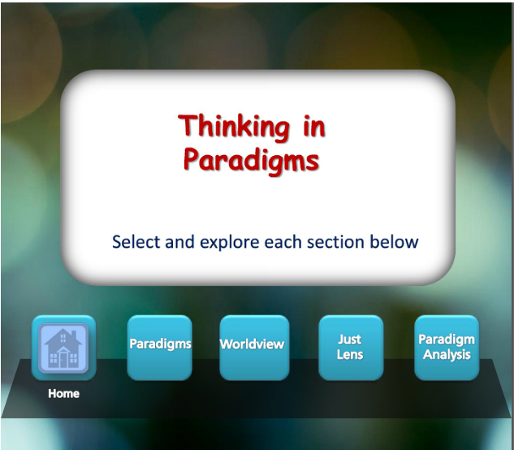 Thinking in
Paradigms
Select and explore each section below
Paradigms
Worldview
Just
Lens
Paradigm
Analysis
Home